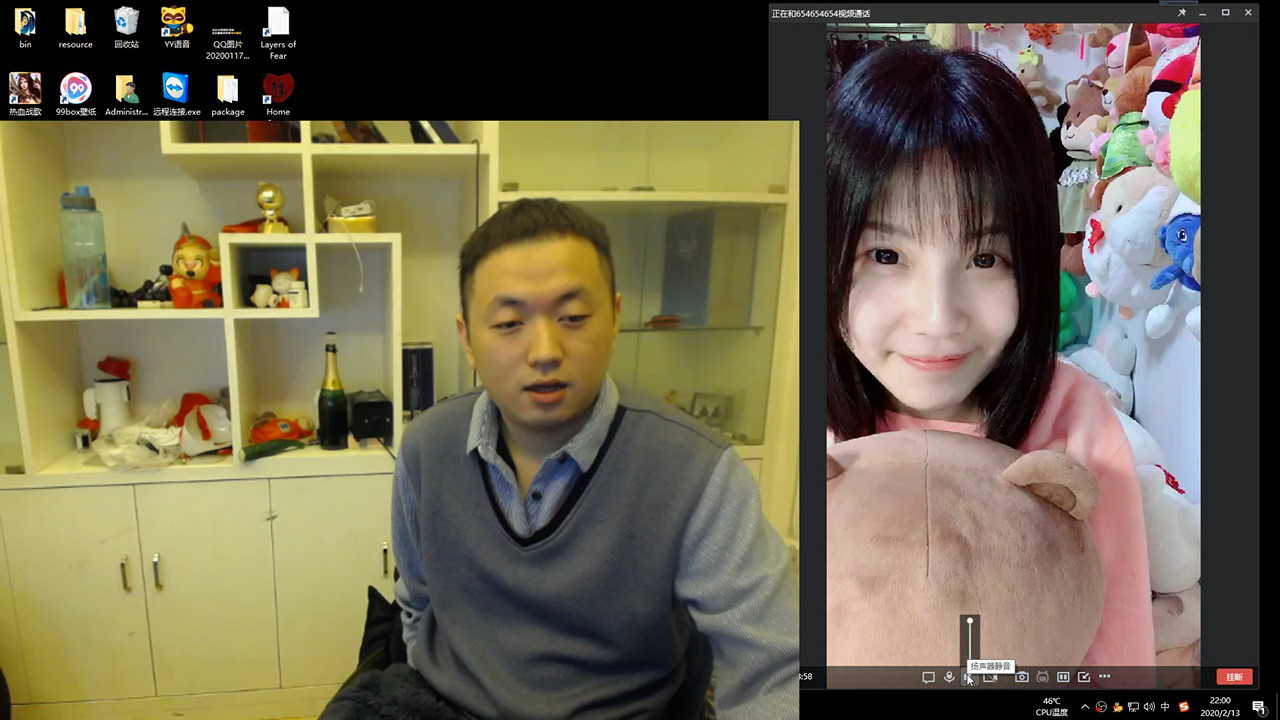 bin
resource
回收站
YY语音
QQ图片
20200117...
Layers of
Fear
热血战歌
99box壁纸
Administr...
远程连接.exe
package
Home
正在和654654654视频通话
:58
扬声器静音
挂断
46℃
CPU温度
中
22:00
2020/2/13
1